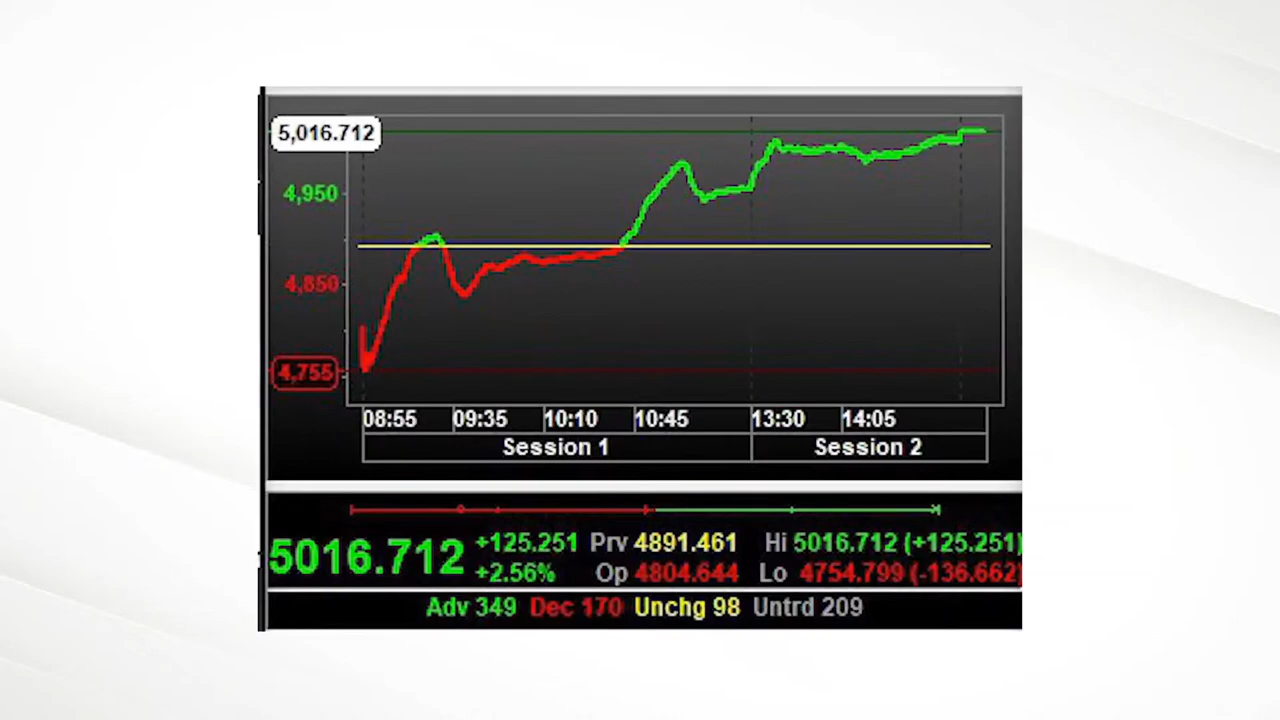 5,016.712
4,950
4,850
4,755
08:55 09:35 10:10 10:45 13:30 14:05
Session 1 Session 2
5016.712 +125.251 Prv 4891.461 Hi 5016.712 (+125.251)
+2.56% Op 4804.644 Lo 4754.799 (-136.662)
Adv 349 Dec 170 Unchg 98 Untrd 209